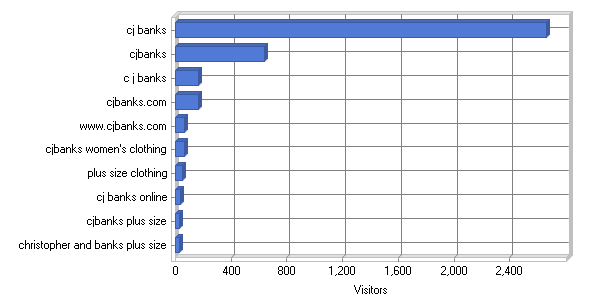 cj banks
cjbanks
c j banks
cjbanks.com
www.cjbanks.com
cjbanks women's clothing
plus size clothing
cj banks online
cjbanks plus size
christopher and banks plus size
0 400 800 1,200 1,600 2,000 2,400
Visitors